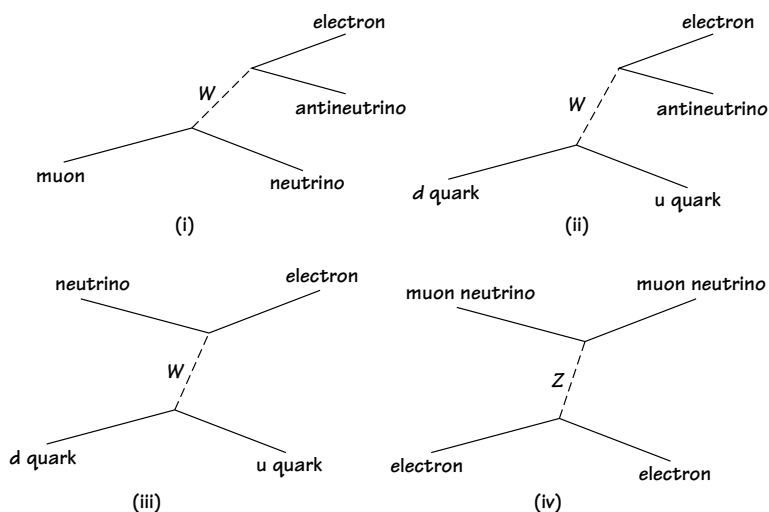 electron
W
antineutrino
muon
neutrino
(i)
electron
W
antineutrino
d quark
u quark
(ii)
neutrino
electron
W
d quark
u quark
(iii)
muon neutrino
muon neutrino
Z
electron
electron
(iv)